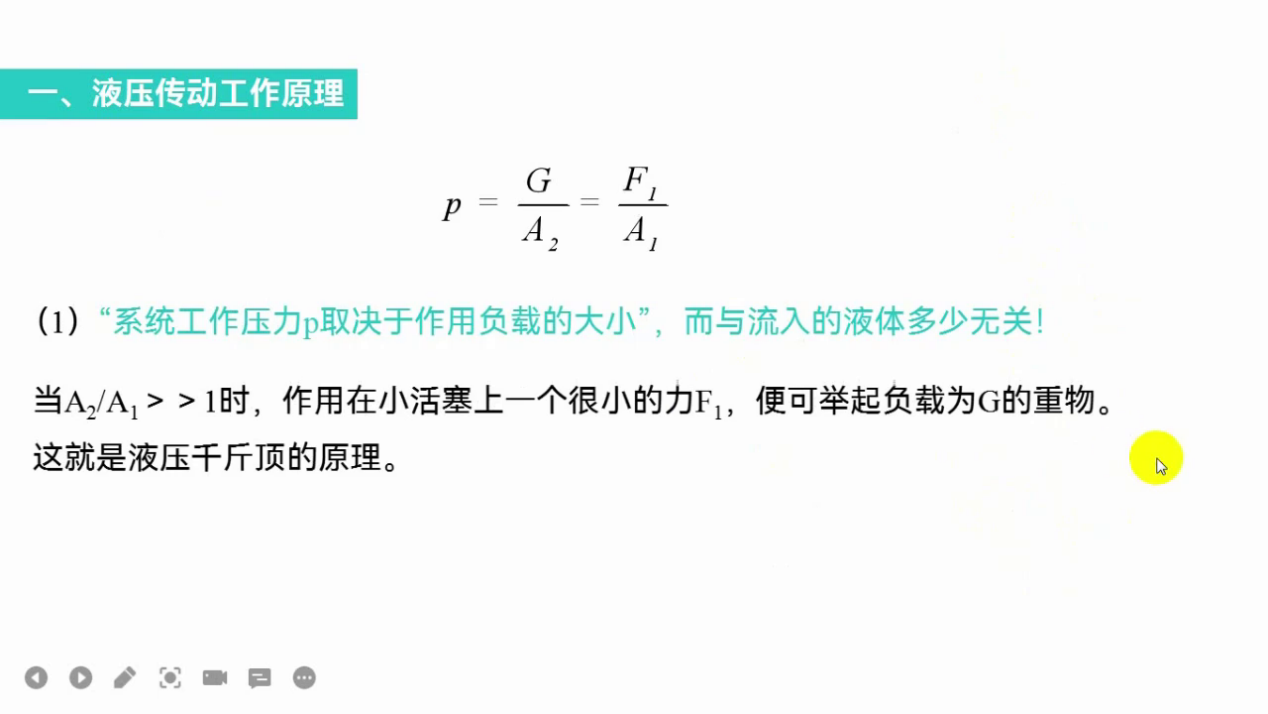 一、液压传动工作原理
p = G/A₂ = F₁/A₁
（1）“系统工作压力p取决于作用负载的大小”，而与流入的液体多少无关！
当A₂/A₁＞＞1时，作用在小活塞上一个很小的力F₁，便可举起负载为G的重物。
这就是液压千斤顶的原理。